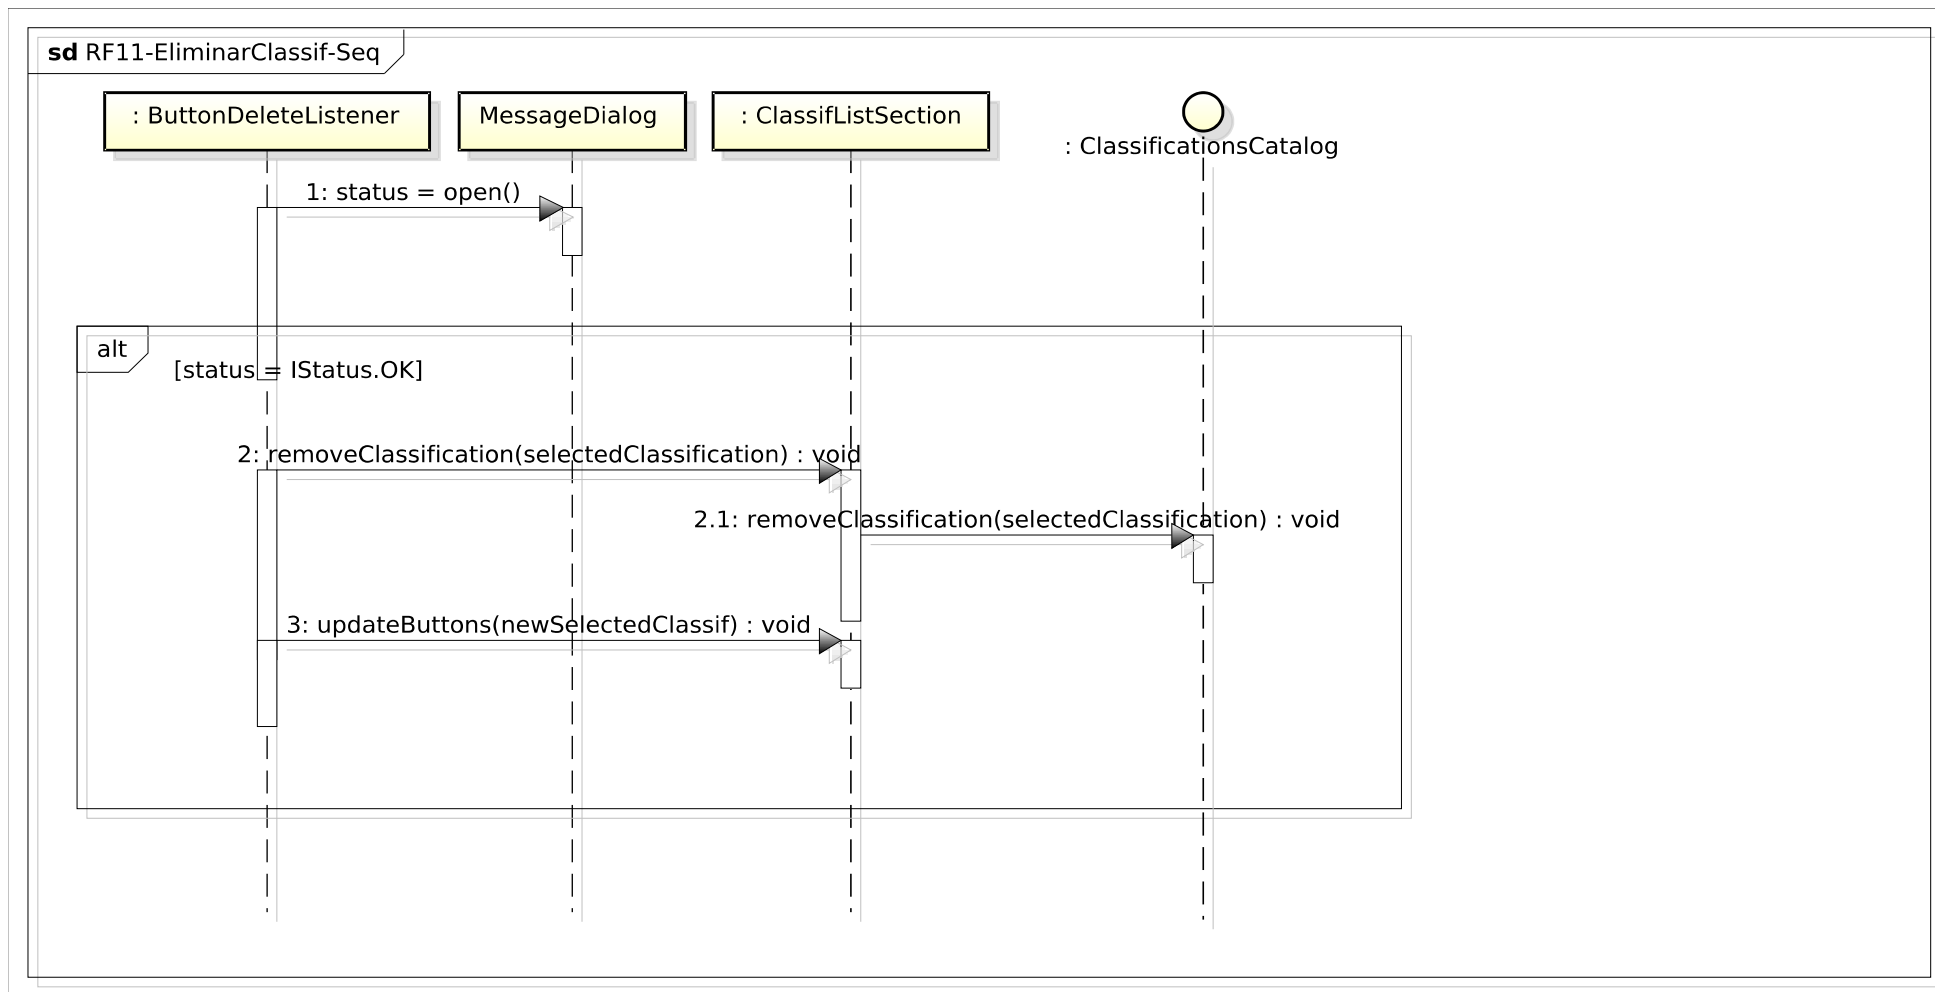 sd RF11-EliminarClassif-Seq
: ButtonDeleteListener
MessageDialog
: ClassifListSection
: ClassificationsCatalog
1: status = open()
alt
[status = IStatus.OK]
2: removeClassification(selectedClassification) : void
2.1: removeClassification(selectedClassification) : void
3: updateButtons(newSelectedClassif) : void